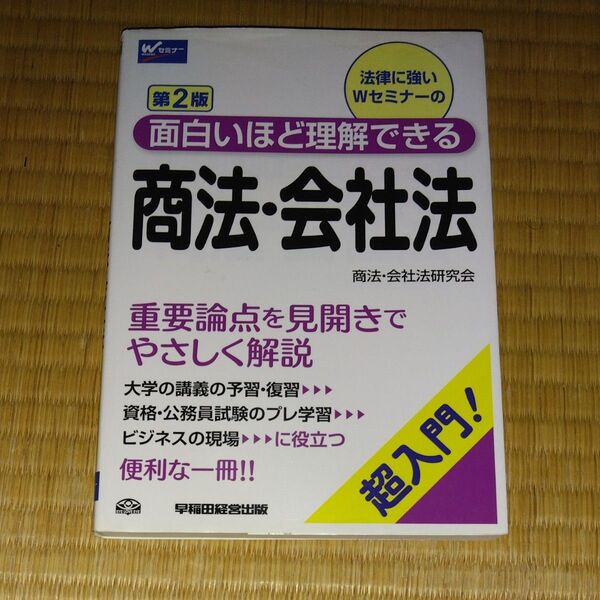 Wセミナー
法律に強い
Wセミナーの
第2版
面白いほど理解できる
商法・会社法
商法・会社法研究会
重要論点を見開きで
やさしく解説
大学の講義の予習・復習▸▸▸
資格・公務員試験のプレ学習▸▸▸
ビジネスの現場▸▸▸に役立つ
便利な一冊!!
超入門!
早稲田経営出版